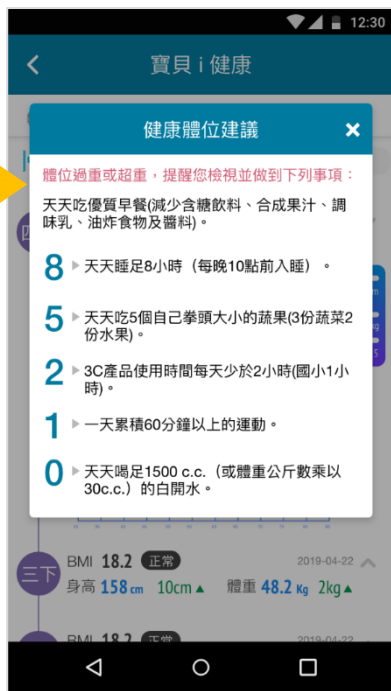 12:30
寶貝 i 健康
健康體位建議
體位過重或超重，提醒您檢視並做到下列事項：
天天吃優質早餐(減少含糖飲料、合成果汁、調
味乳、油炸食物及醬料)。
8 天天睡足8小時（每晚10點前入睡）。
5 天天吃5個自己拳頭大小的蔬果(3份蔬菜2
份水果)。
2 3C產品使用時間每天少於2小時(國小1小
時)。
1 一天累積60分鐘以上的運動。
0 天天喝足1500 c.c.（或體重公斤數乘以
30c.c.）的白開水。
三下 BMI 18.2 正常 2019-04-22
身高 158 cm 10cm▲ 體重 48.2 Kg 2kg▲
BMI 18.2 正常 2019-04-22